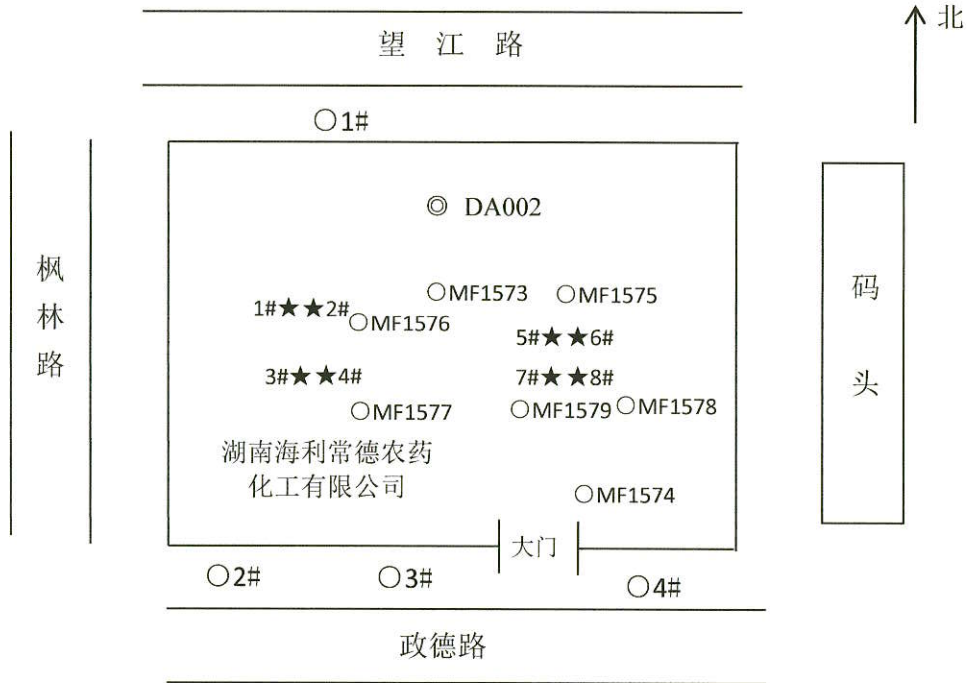 北
望江路
○1#
◎ DA002
枫林路
码头
○MF1573
○MF1575
1#★★2#
○MF1576
5#★★6#
3#★★4#
7#★★8#
○MF1577
○MF1579
○MF1578
湖南海利常德农药
化工有限公司
○MF1574
大门
○2#
○3#
○4#
政德路